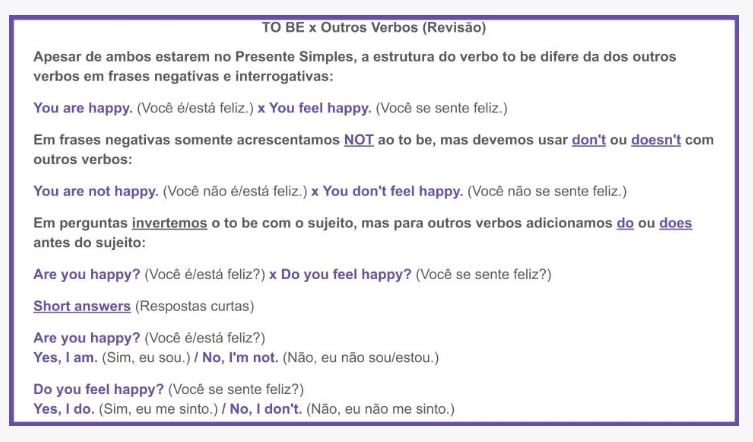 TO BE x Outros Verbos (Revisão)
Apesar de ambos estarem no Presente Simples, a estrutura do verbo to be difere da dos outros
verbos em frases negativas e interrogativas:
You are happy. (Você é/está feliz.) x You feel happy. (Você se sente feliz.)
Em frases negativas somente acrescentamos NOT ao to be, mas devemos usar don't ou doesn't com
outros verbos:
You are not happy. (Você não é/está feliz.) x You don't feel happy. (Você não se sente feliz.)
Em perguntas invertemos o to be com o sujeito, mas para outros verbos adicionamos do ou does
antes do sujeito:
Are you happy? (Você é/está feliz?) x Do you feel happy? (Você se sente feliz?)
Short answers (Respostas curtas)
Are you happy? (Você é/está feliz?)
Yes, I am. (Sim, eu sou.) / No, I'm not. (Não, eu não sou/estou.)
Do you feel happy? (Você se sente feliz?)
Yes, I do. (Sim, eu me sinto.) / No, I don't. (Não, eu não me sinto.)